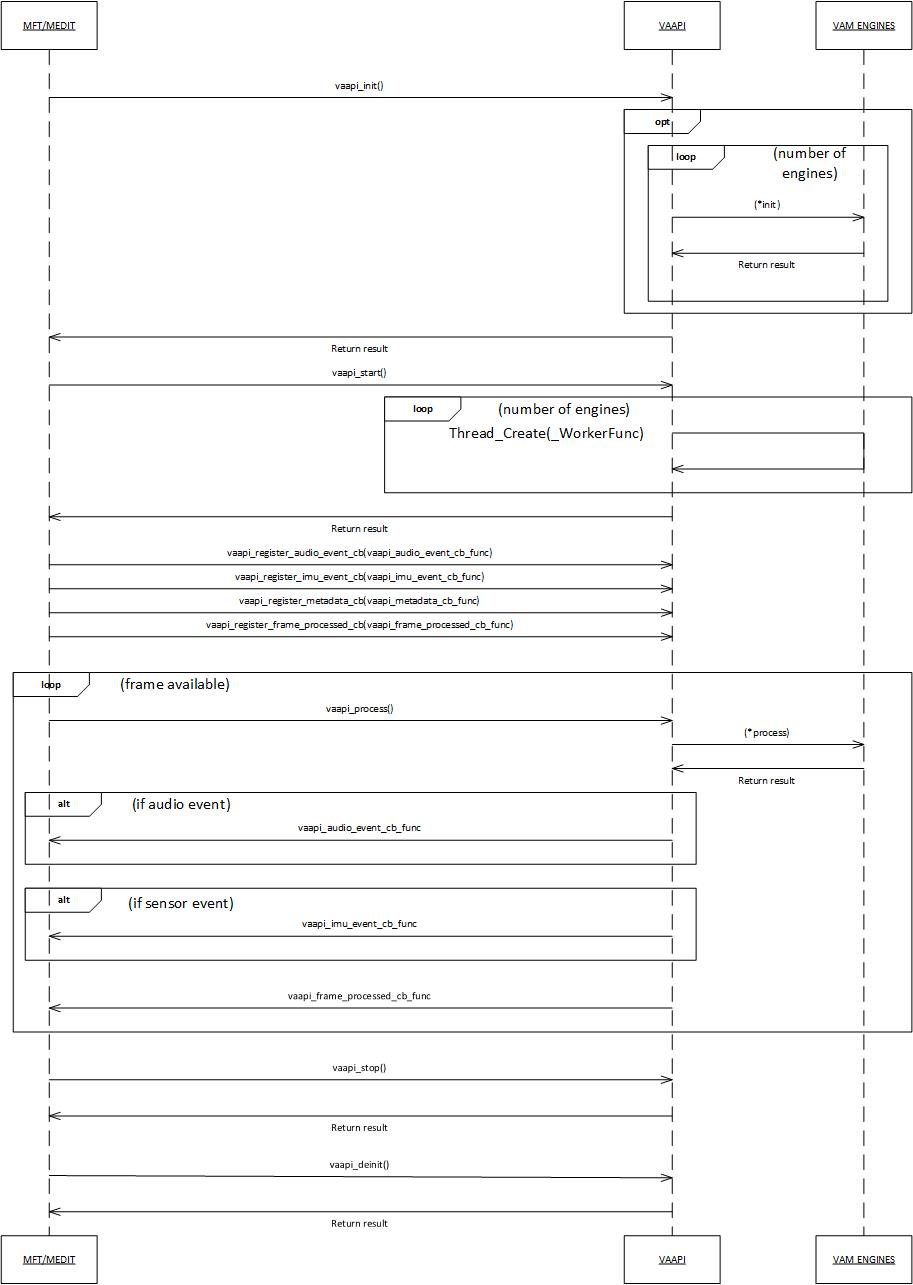 MFT/MEDIT
VAAPI
VAM ENGINES
vaapi_init()
opt
loop
(number of
engines)
(*init)
Return result
Return result
vaapi_start()
loop
(number of engines)
Thread_Create(_WorkerFunc)
Return result
vaapi_register_audio_event_cb(vaapi_audio_event_cb_func)
vaapi_register_imu_event_cb(vaapi_imu_event_cb_func)
vaapi_register_metadata_cb(vaapi_metadata_cb_func)
vaapi_register_frame_processed_cb(vaapi_frame_processed_cb_func)
loop
(frame available)
vaapi_process()
(*process)
Return result
alt
(if audio event)
vaapi_audio_event_cb_func
alt
(if sensor event)
vaapi_imu_event_cb_func
vaapi_frame_processed_cb_func
vaapi_stop()
Return result
vaapi_deinit()
Return result
MFT/MEDIT
VAAPI
VAM ENGINES